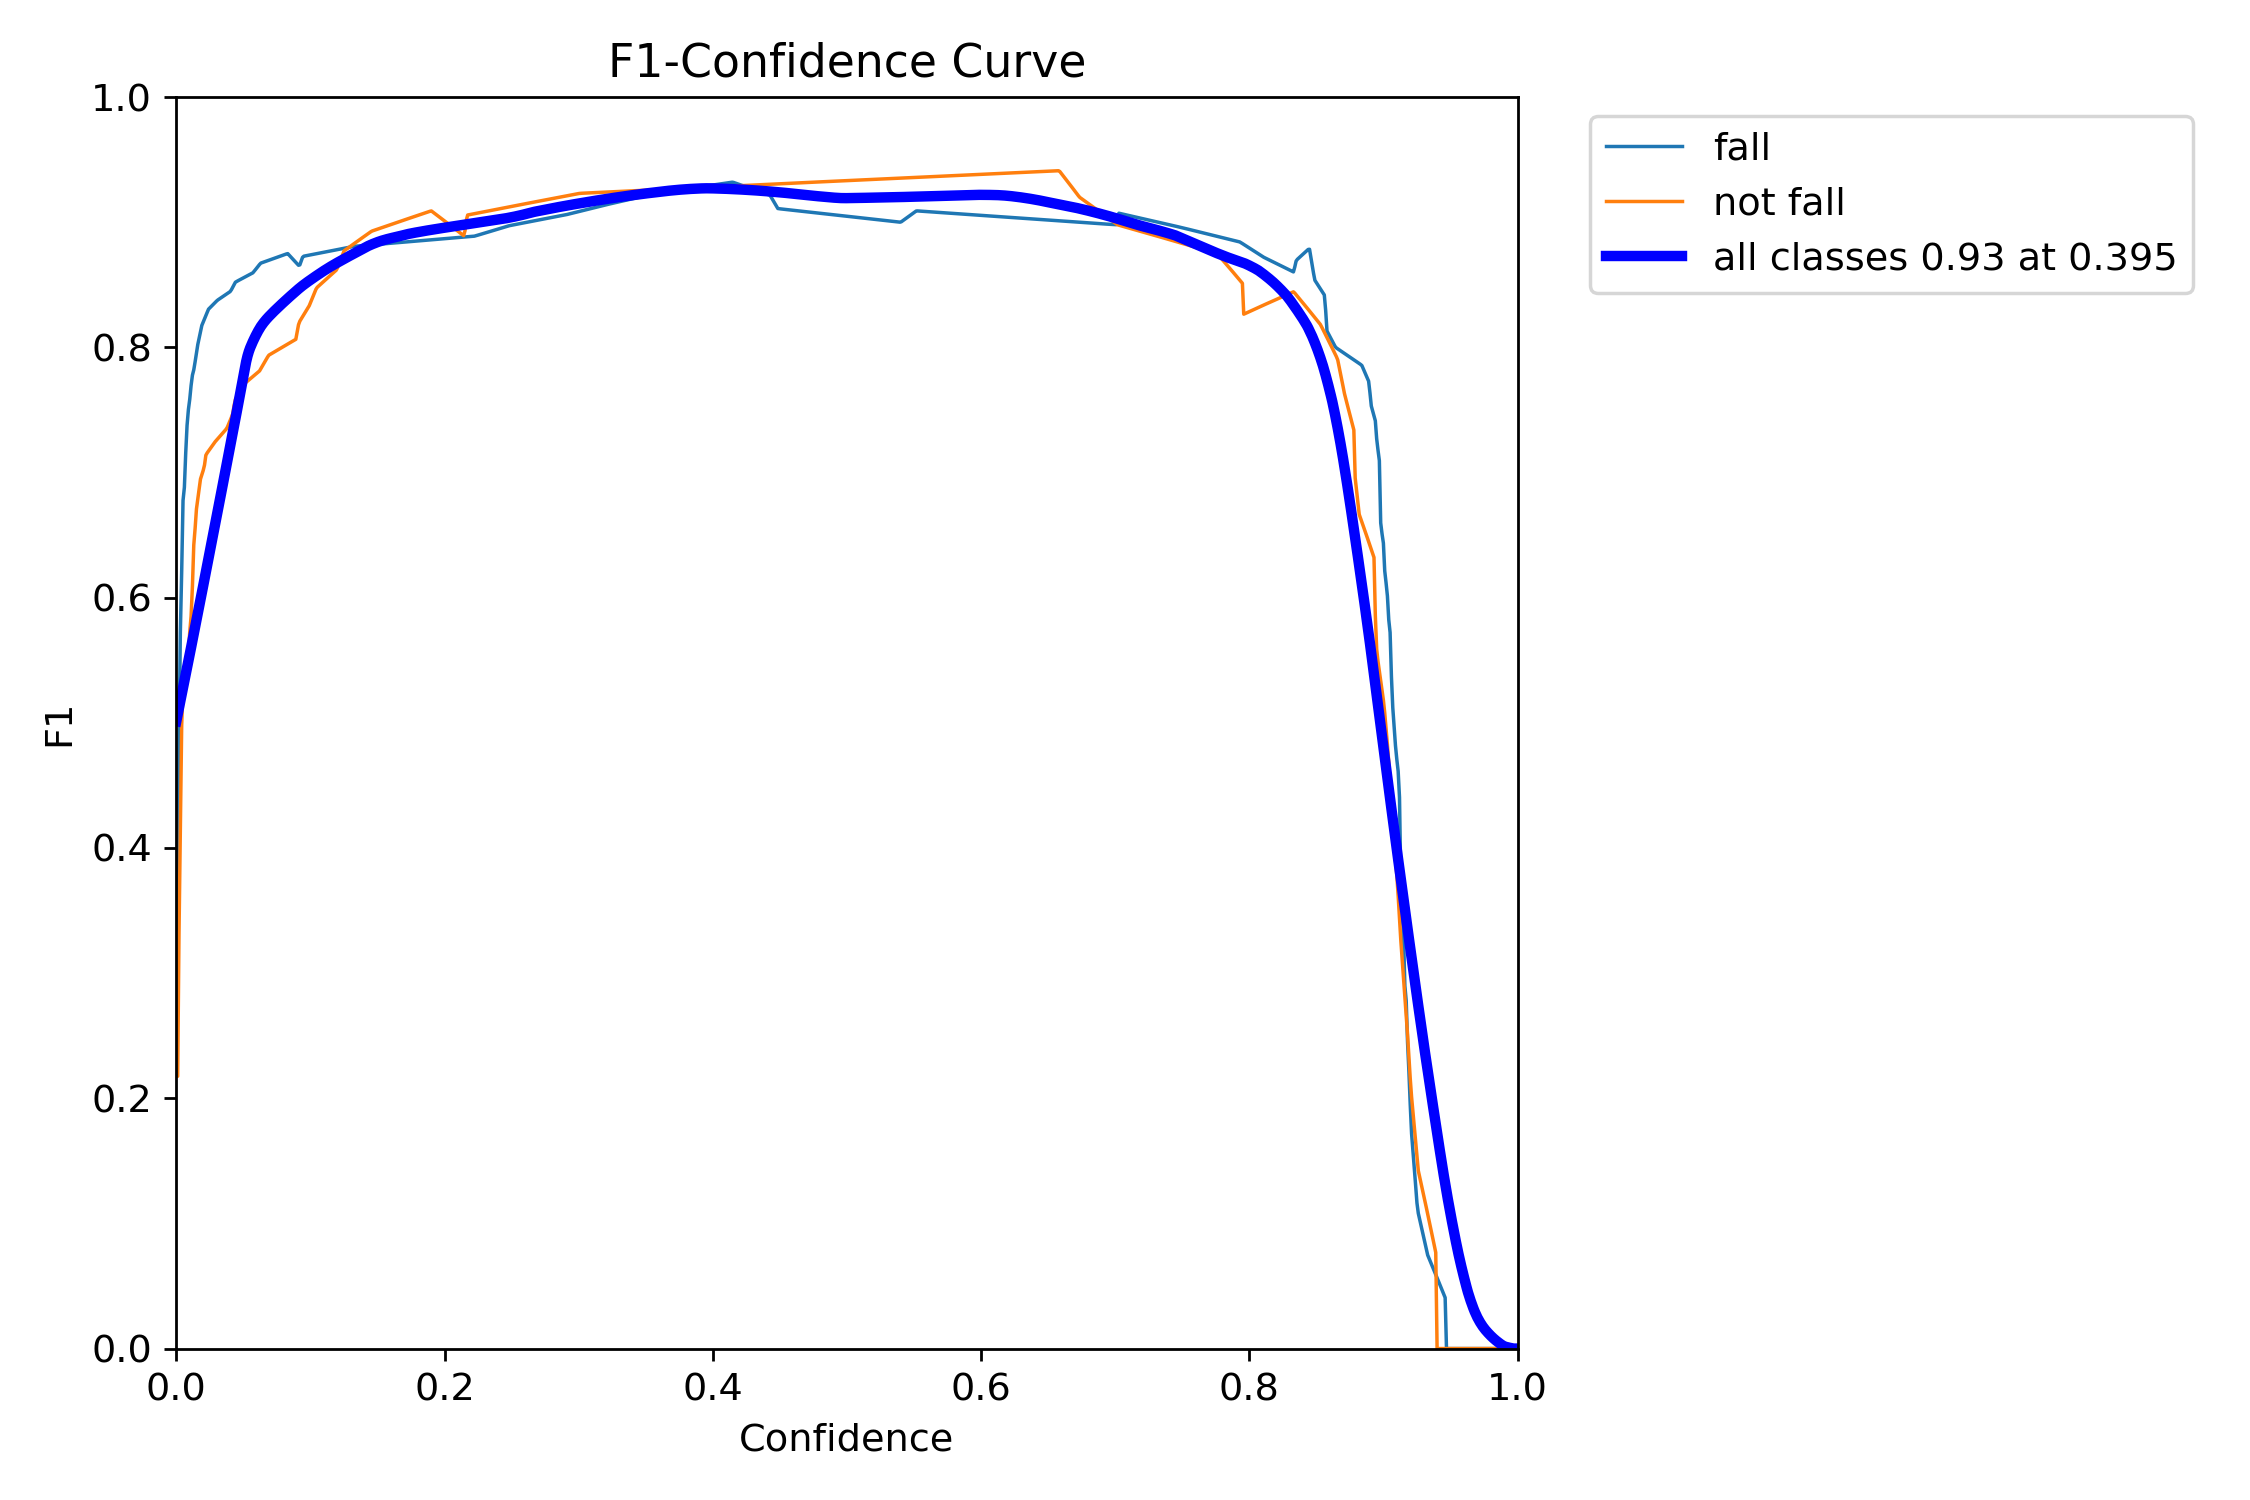 F1-Confidence Curve
1.0
0.8
0.6
0.4
0.2
0.0
F1
0.0 0.2 0.4 0.6 0.8 1.0
Confidence
fall
not fall
all classes 0.93 at 0.395